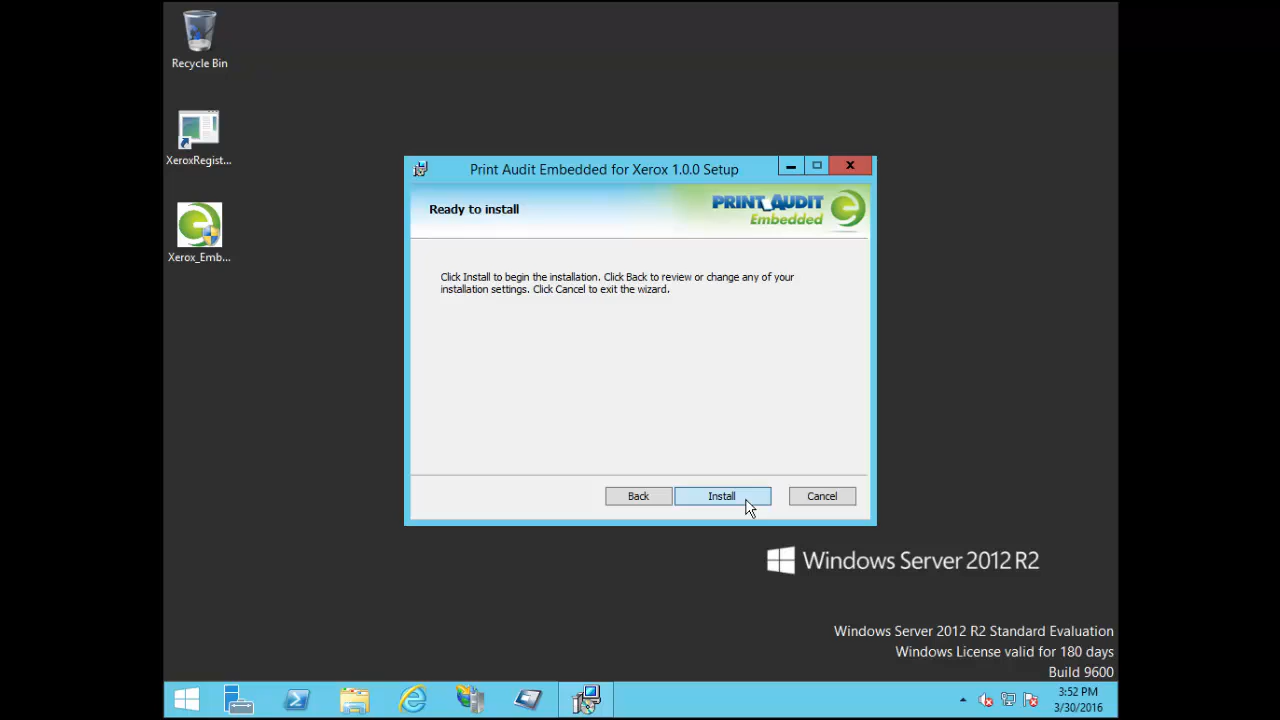 Recycle Bin
XeroxRegist...
Xerox_Emb...
Print Audit Embedded for Xerox 1.0.0 Setup
Ready to install
PRINT AUDIT
Embedded
Click Install to begin the installation. Click Back to review or change any of your
installation settings. Click Cancel to exit the wizard.
Back
Install
Cancel
Windows Server 2012 R2
Windows Server 2012 R2 Standard Evaluation
Windows License valid for 180 days
Build 9600
3:52 PM
3/30/2016